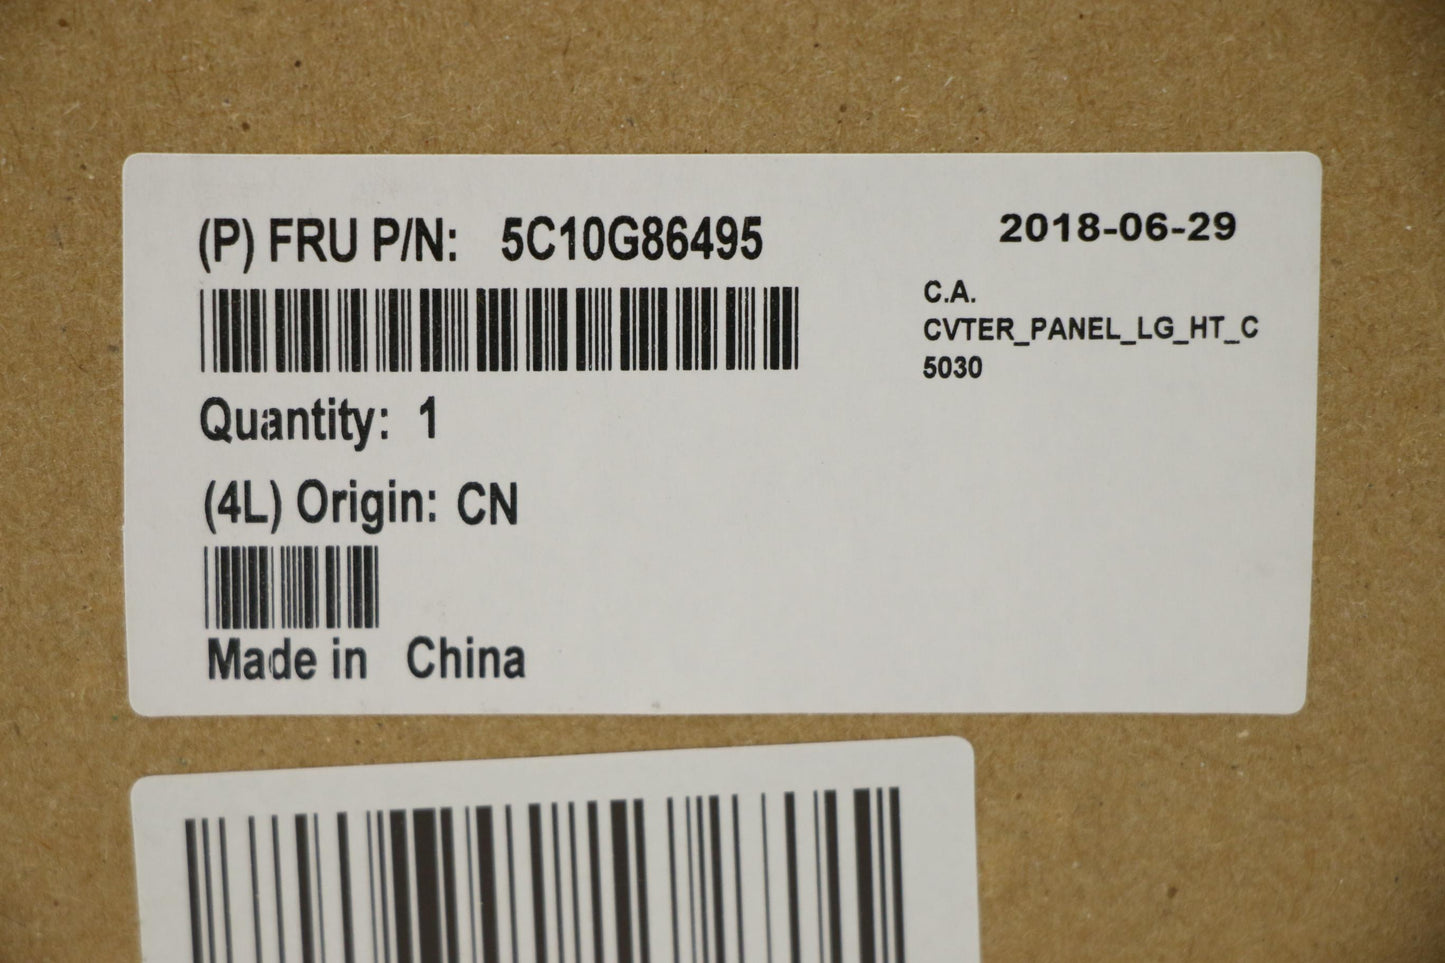 (P) FRU P/N: 5C10G86495
2018-06-29
C.A.
CVTER_PANEL_LG_HT_C
5030
Quantity: 1
(4L) Origin: CN
Made in China